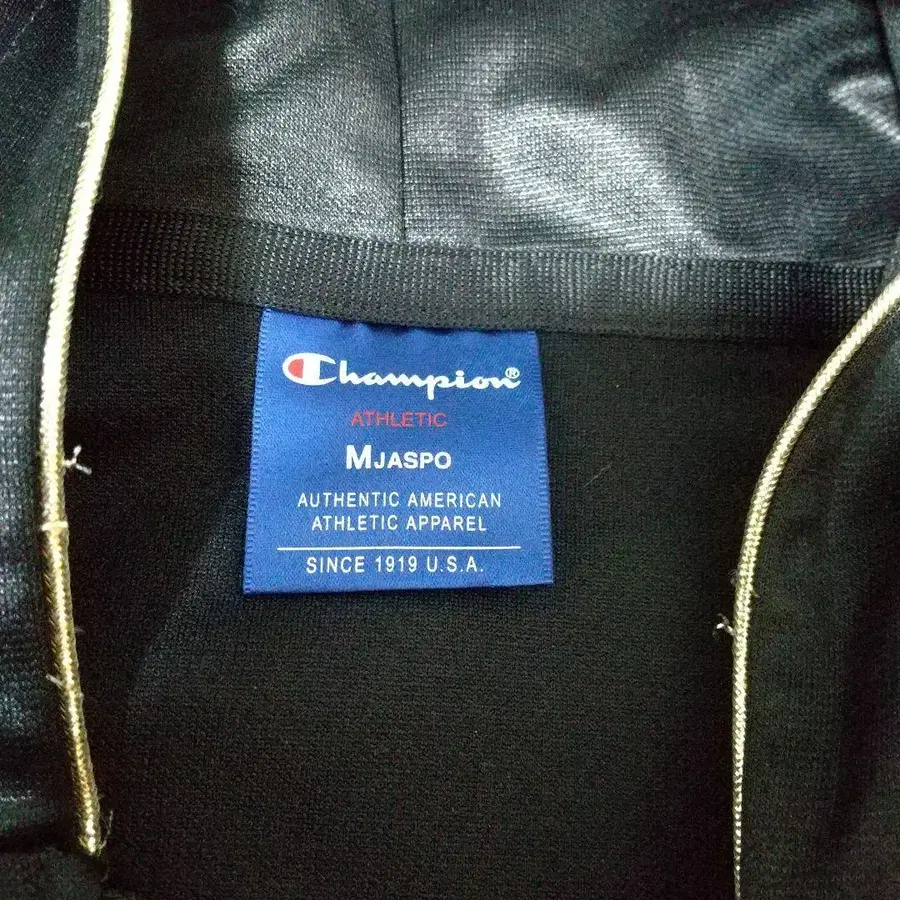 Champion®
ATHLETIC
MJASPO
AUTHENTIC AMERICAN
ATHLETIC APPAREL
SINCE 1919 U.S.A.